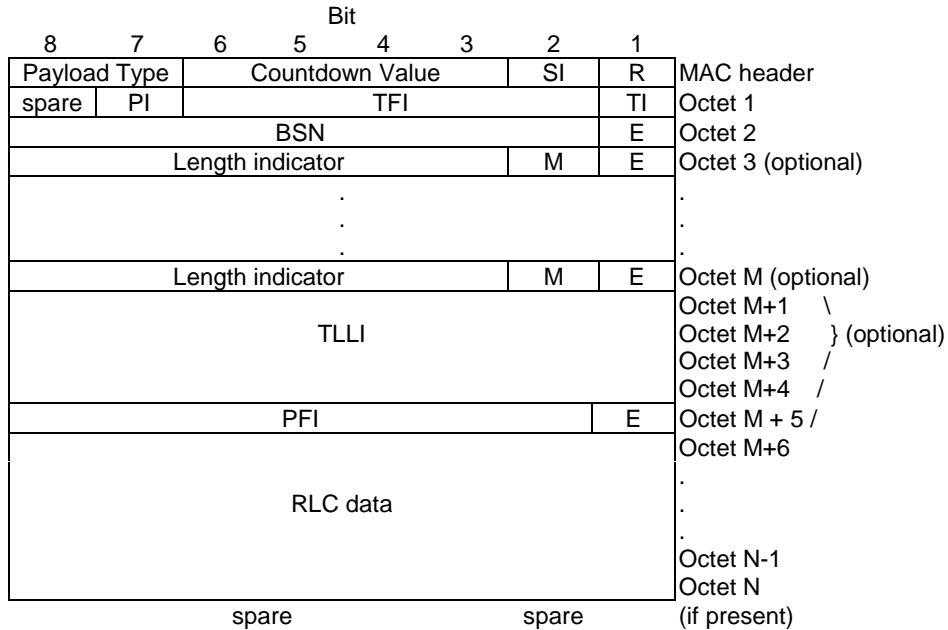 Bit
8 7 6 5 4 3 2 1
Payload Type Countdown Value SI R MAC header
spare PI TFI TI Octet 1
BSN E Octet 2
Length indicator M E Octet 3 (optional)
. .
. .
. .
Length indicator M E Octet M (optional)
Octet M+1 \
TLLI Octet M+2 } (optional)
Octet M+3 /
Octet M+4 /
PFI E Octet M + 5 /
Octet M+6
.
RLC data .
.
Octet N-1
Octet N
spare spare (if present)